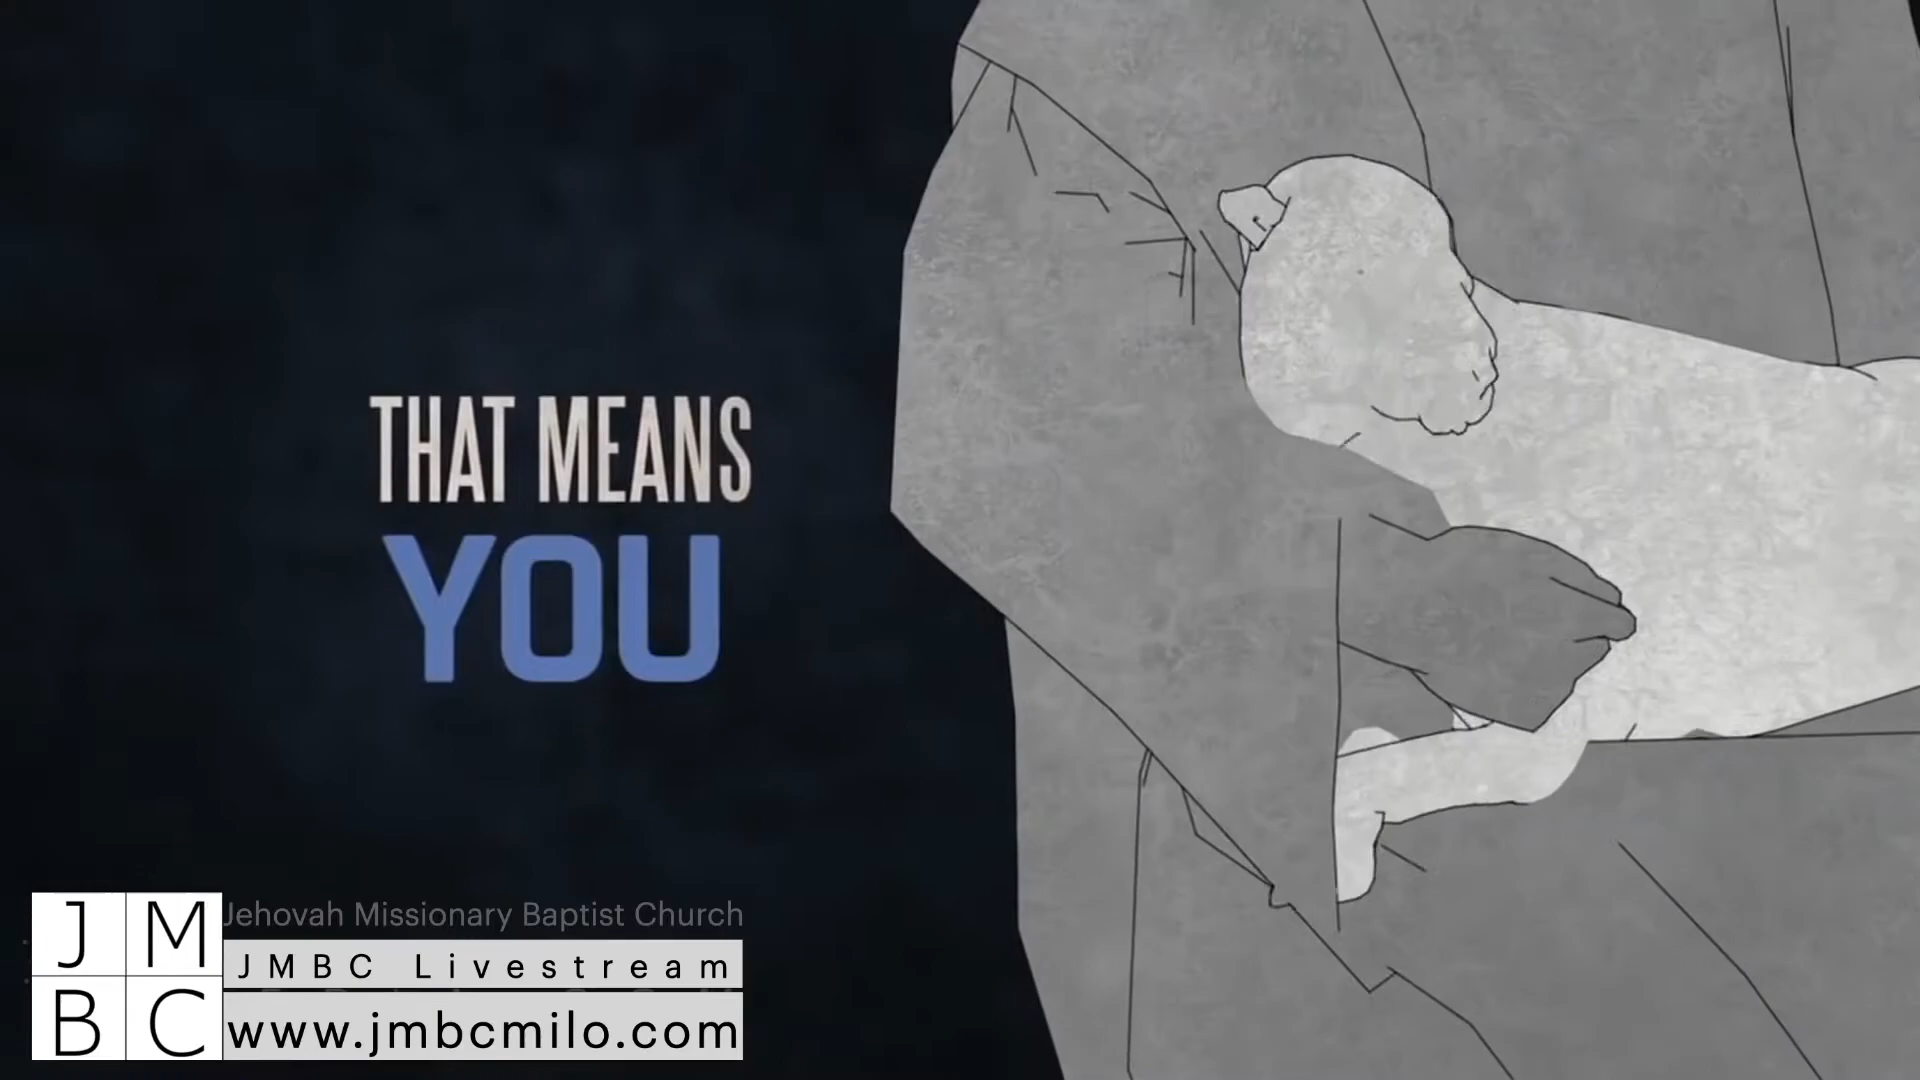 THAT MEANS
YOU
J M
B C
Jehovah Missionary Baptist Church
JMBC Livestream
www.jmbcmilo.com